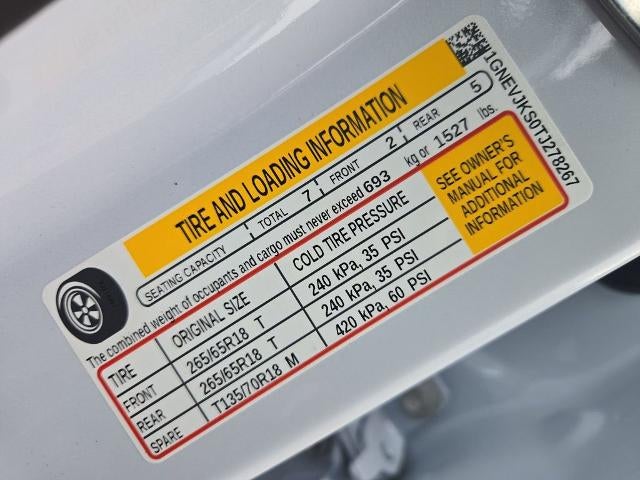 TIRE AND LOADING INFORMATION
SEATING CAPACITY TOTAL 7 FRONT 2 REAR 5
The combined weight of occupants and cargo must never exceed 693 kg or 1527 lbs.
TIRE ORIGINAL SIZE COLD TIRE PRESSURE
FRONT 265/65R18 T 240 kPa, 35 PSI
REAR 265/65R18 T 240 kPa, 35 PSI
SPARE T135/70R18 M 420 kPa, 60 PSI
SEE OWNER'S
MANUAL FOR
ADDITIONAL
INFORMATION
1GNEVJKS0TJ278267